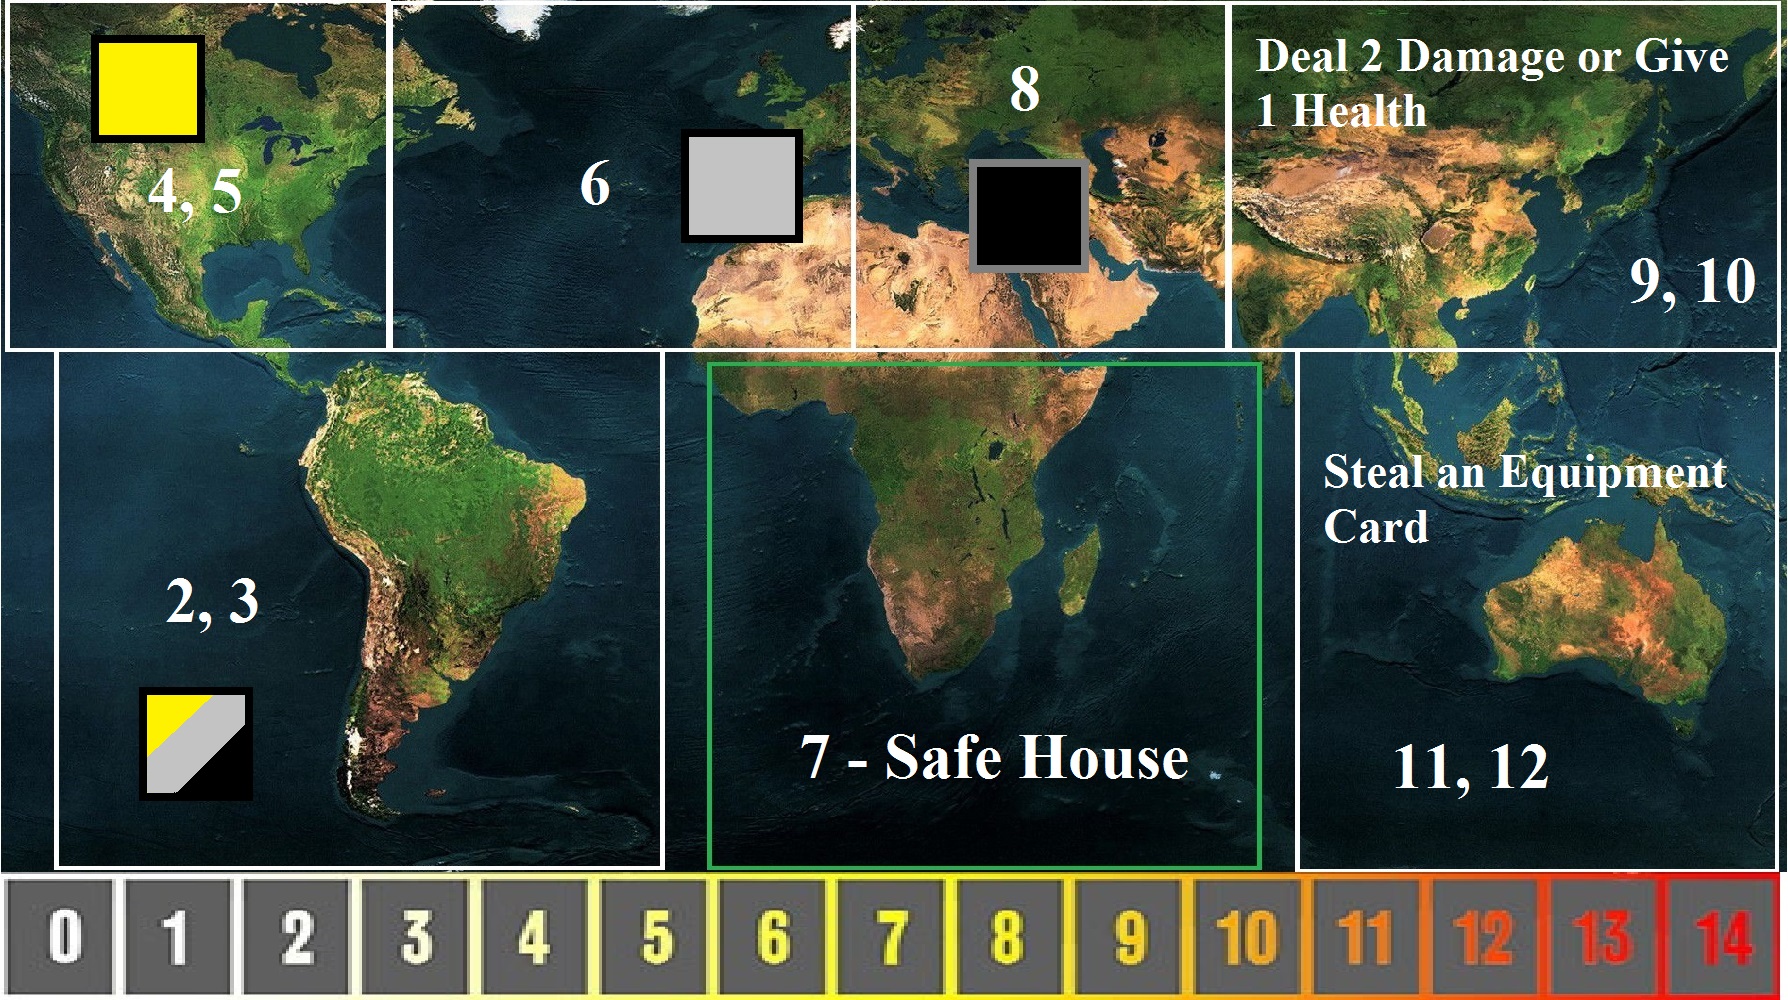 4, 5
6
8
Deal 2 Damage or Give
1 Health
9, 10
2, 3
7 - Safe House
Steal an Equipment
Card
11, 12
0 1 2 3 4 5 6 7 8 9 10 11 12 13 14